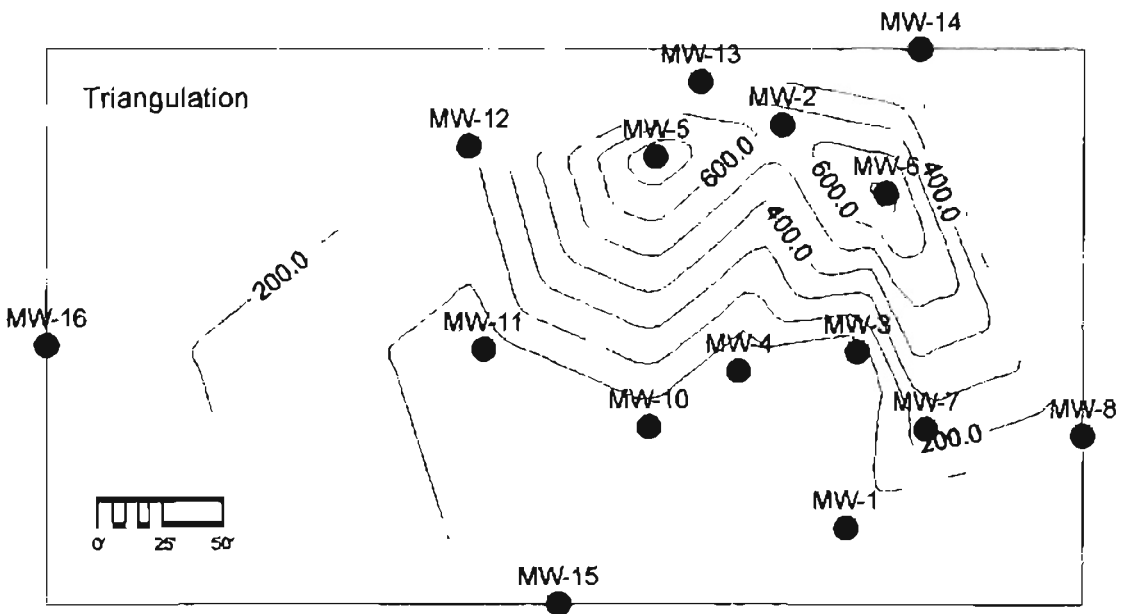 MW-14
MW-13
Triangulation
MW-2
MW-12
MW-5
600.0
MW-6
600.0
400.0
400.0
200.0
MW-16
MW-11
MW-3
MW-4
MW-10
MW-7
MW-8
200.0
MW-1
0' 25' 50'
MW-15